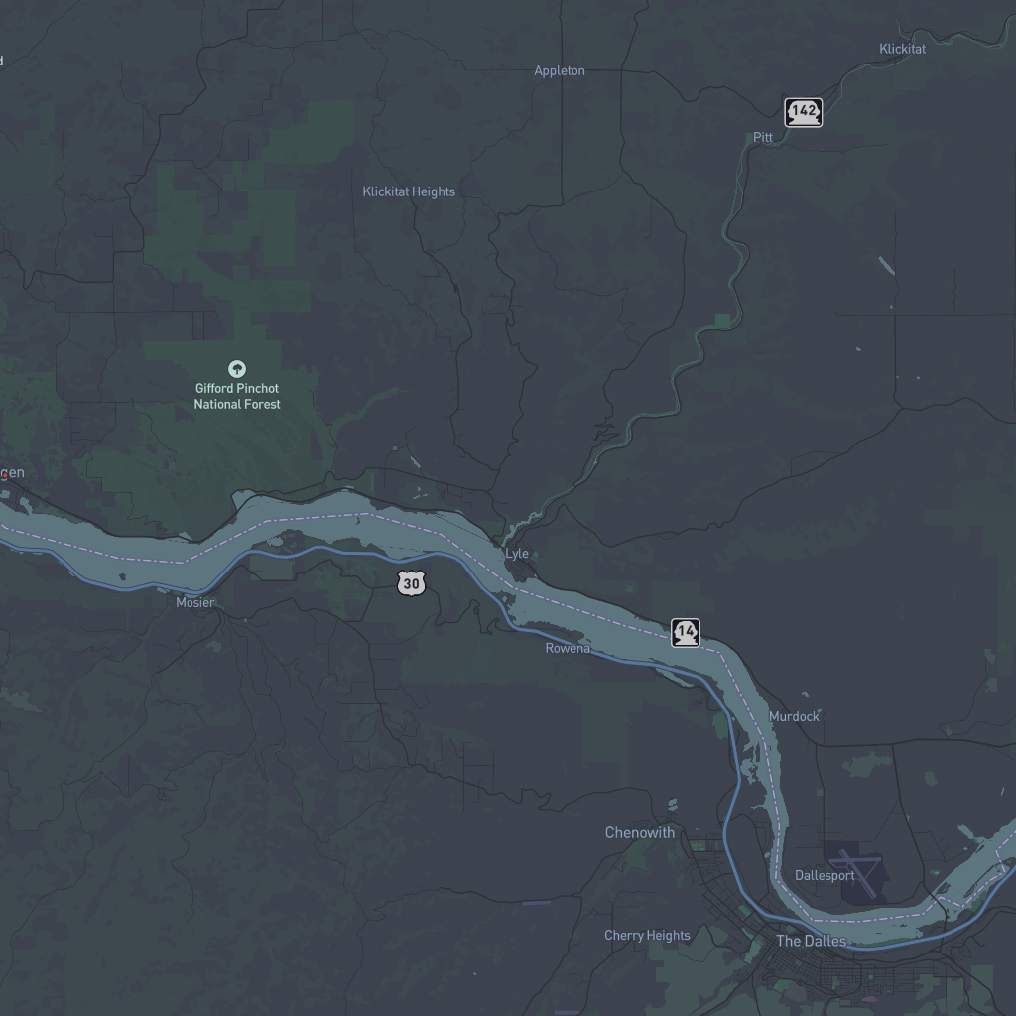 Klickitat
d
Appleton
142
Pitt
Klickitat Heights
Gifford Pinchot
National Forest
gen
Lyle
30
Mosier
14
Rowena
Murdock
Chenowith
Dallesport
Cherry Heights
The Dalles